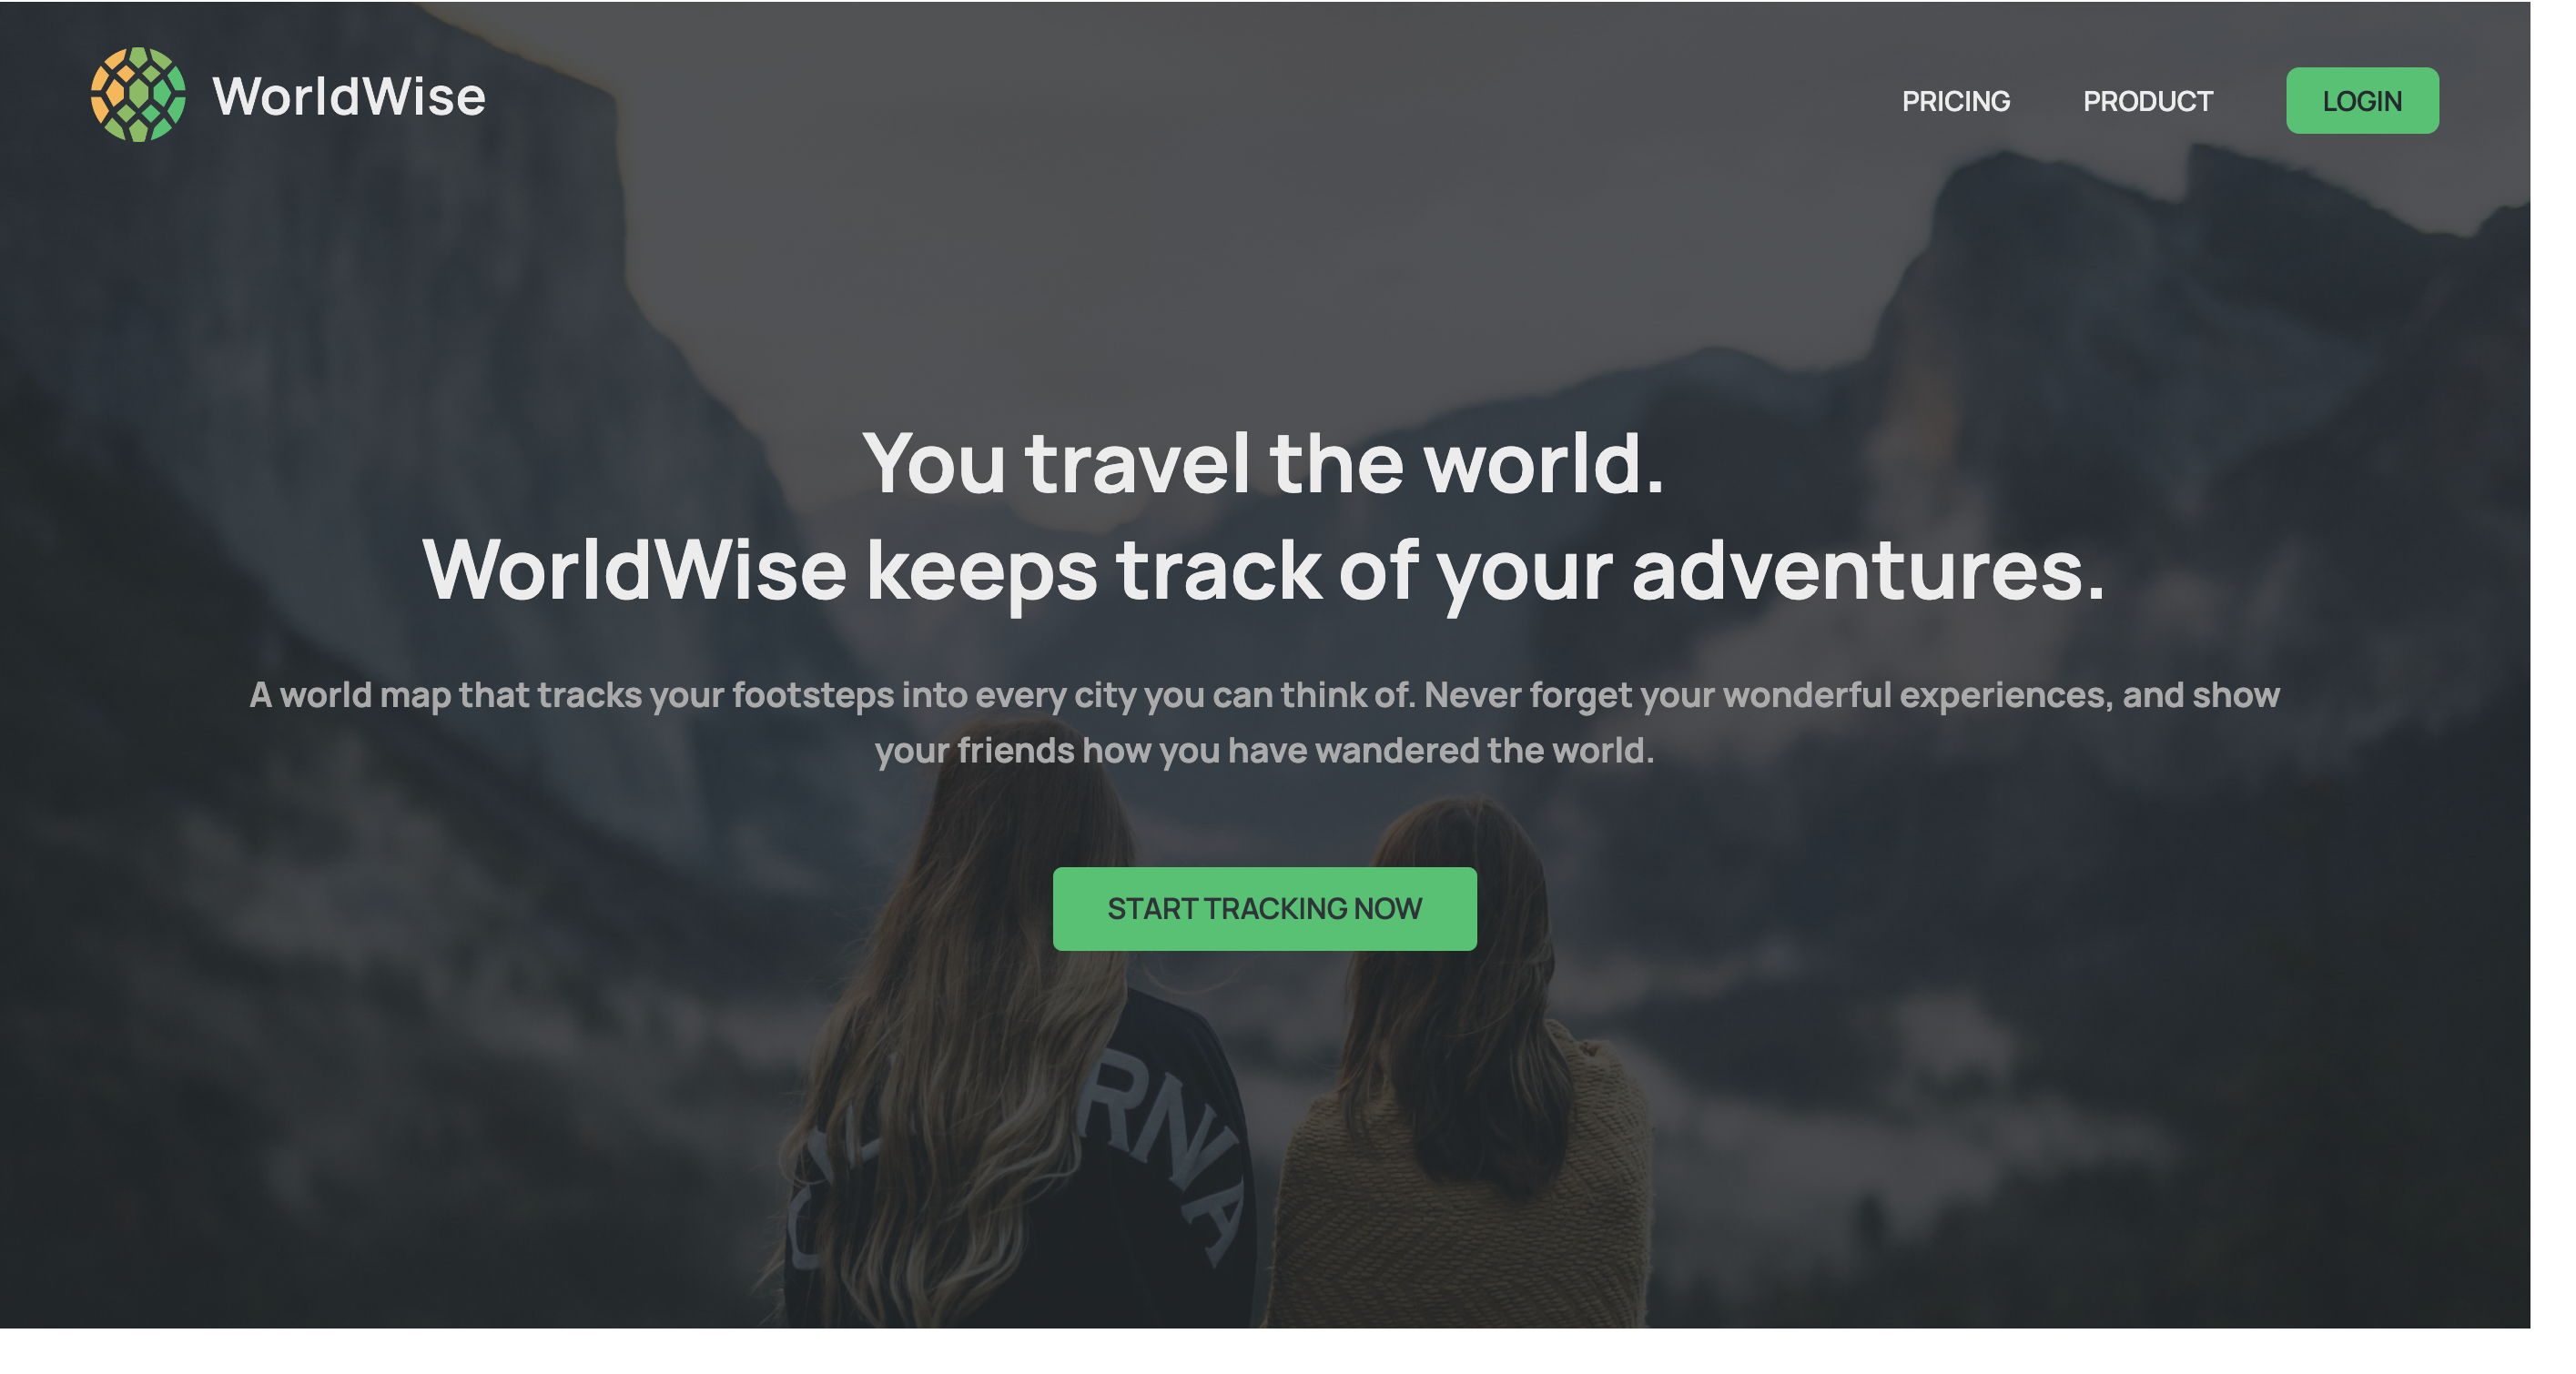 WorldWise
PRICING
PRODUCT
LOGIN
You travel the world.
WorldWise keeps track of your adventures.
A world map that tracks your footsteps into every city you can think of. Never forget your wonderful experiences, and show
your friends how you have wandered the world.
START TRACKING NOW
RNIA